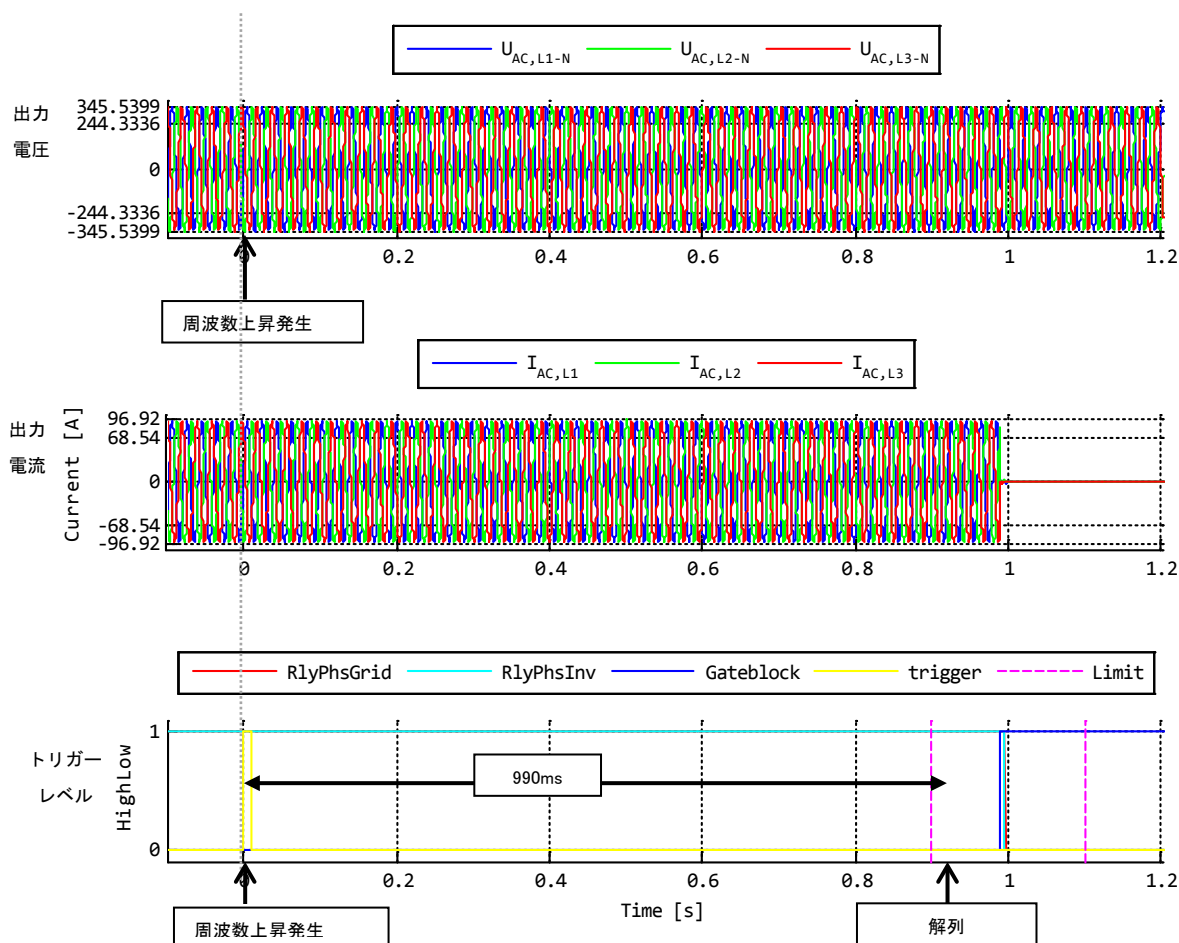 U_AC,L1-N U_AC,L2-N U_AC,L3-N
出力
電圧
345.5399
244.3336
0
-244.3336
-345.5399
0 0.2 0.4 0.6 0.8 1 1.2
周波数上昇発生
I_AC,L1 I_AC,L2 I_AC,L3
出力
電流
Current [A]
96.92
68.54
0
-68.54
-96.92
0 0.2 0.4 0.6 0.8 1 1.2
RlyPhsGrid RlyPhsInv Gateblock trigger Limit
トリガー
レベル
HighLow
1
0
990ms
0 0.2 0.4 0.6 0.8 1 1.2
Time [s]
周波数上昇発生
解列